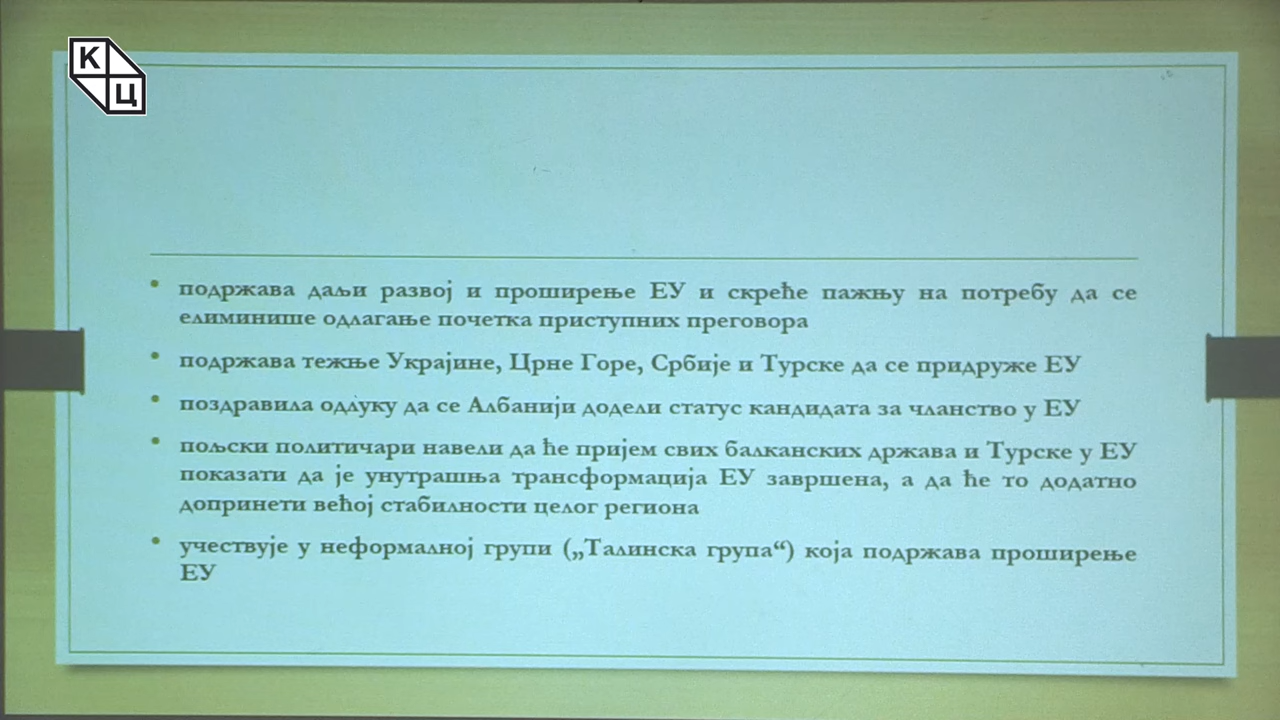 К
Ц
• подржава даљи развој и проширење ЕУ и скреће пажњу на потребу да се
елиминише одлагање почетка приступних преговора
• подржава тежње Украјине, Црне Горе, Србије и Турске да се придруже ЕУ
• поздравила одлуку да се Албанији додели статус кандидата за чланство у ЕУ
• пољски политичари навели да ће пријем свих балканских држава и Турске у ЕУ
показати да је унутрашња трансформација ЕУ завршена, а да ће то додатно
допринети већој стабилности целог региона
• учествује у неформалној групи („Талинска група“) која подржава проширење
ЕУ